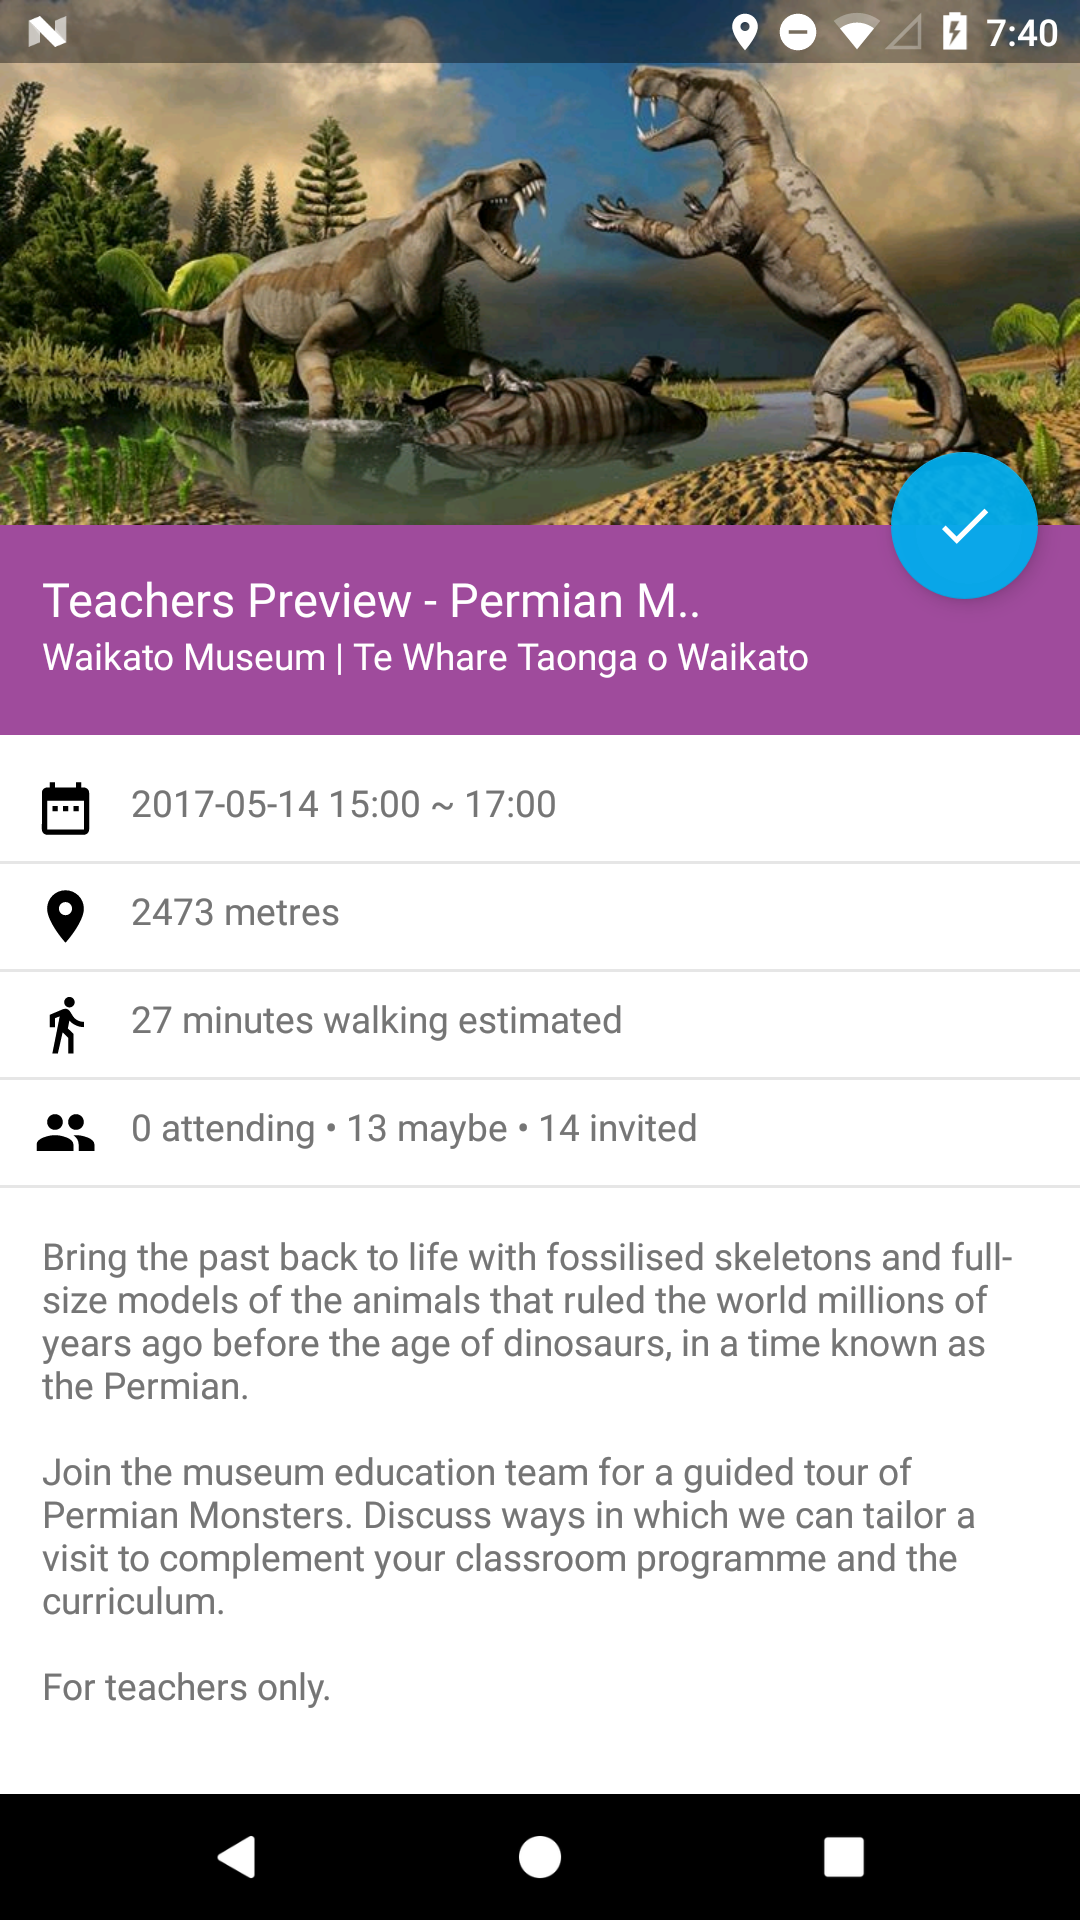 7:40
Teachers Preview - Permian M..
Waikato Museum | Te Whare Taonga o Waikato
2017-05-14 15:00 ~ 17:00
2473 metres
27 minutes walking estimated
0 attending • 13 maybe • 14 invited
Bring the past back to life with fossilised skeletons and full-
size models of the animals that ruled the world millions of
years ago before the age of dinosaurs, in a time known as
the Permian.
Join the museum education team for a guided tour of
Permian Monsters. Discuss ways in which we can tailor a
visit to complement your classroom programme and the
curriculum.
For teachers only.